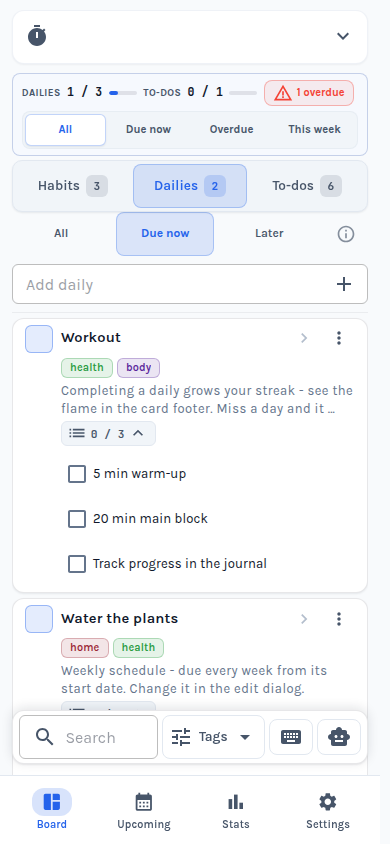 DAILIES 1 / 3 TO-DOS 0 / 1 1 overdue
All Due now Overdue This week
Habits 3 Dailies 2 To-dos 6
All Due now Later
Add daily
Workout
health body
Completing a daily grows your streak - see the
flame in the card footer. Miss a day and it …
0 / 3
5 min warm-up
20 min main block
Track progress in the journal
Water the plants
home health
Weekly schedule - due every week from its
start date. Change it in the edit dialog.
Search Tags
Board Upcoming Stats Settings